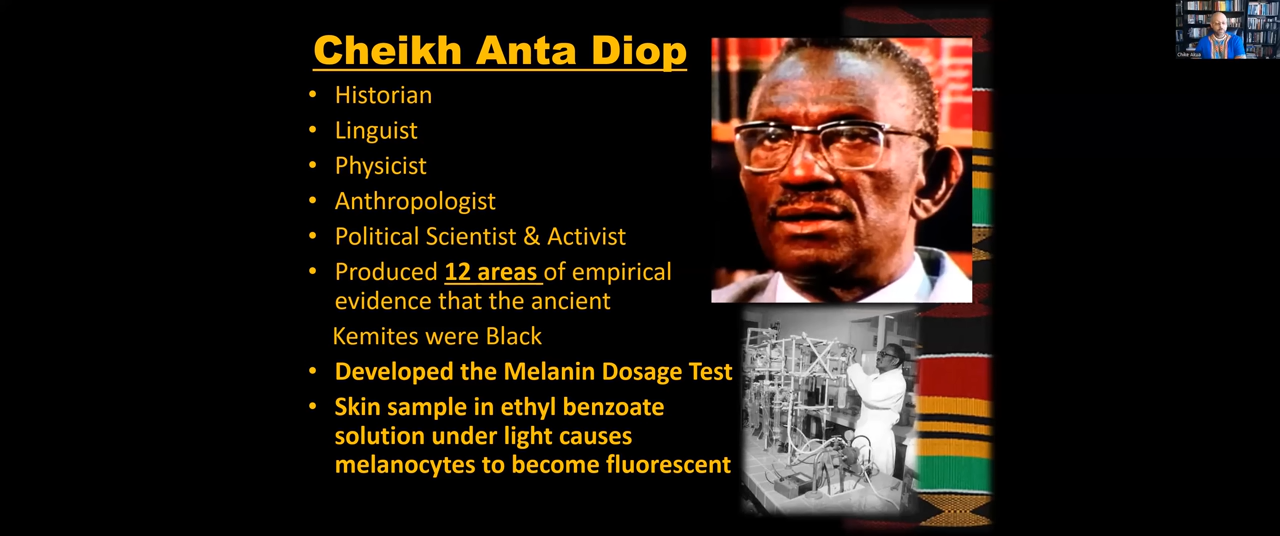 Cheikh Anta Diop
• Historian
• Linguist
• Physicist
• Anthropologist
• Political Scientist & Activist
• Produced 12 areas of empirical
evidence that the ancient
Kemites were Black
• Developed the Melanin Dosage Test
• Skin sample in ethyl benzoate
solution under light causes
melanocytes to become fluorescent
Chike Akua